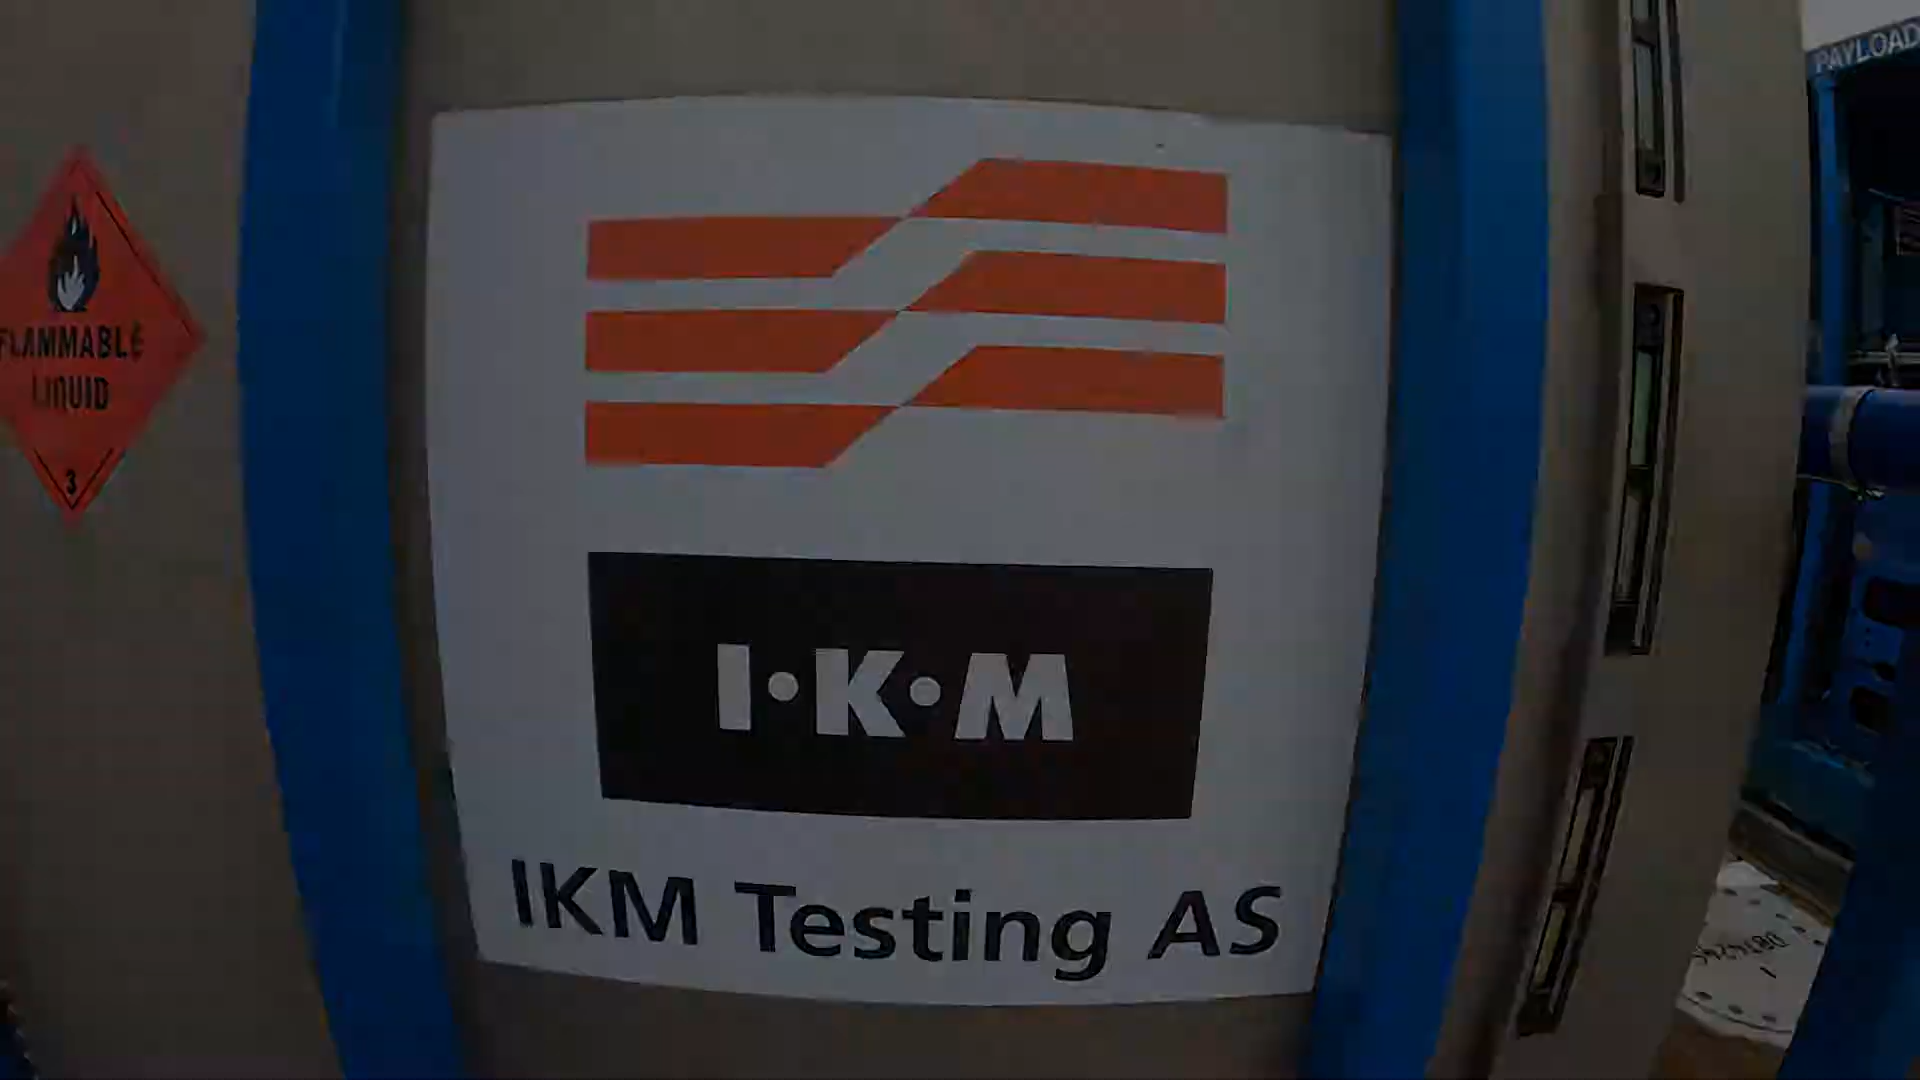 PAYLOAD
FLAMMABLE
LIQUID
3
I·K·M
IKM Testing AS